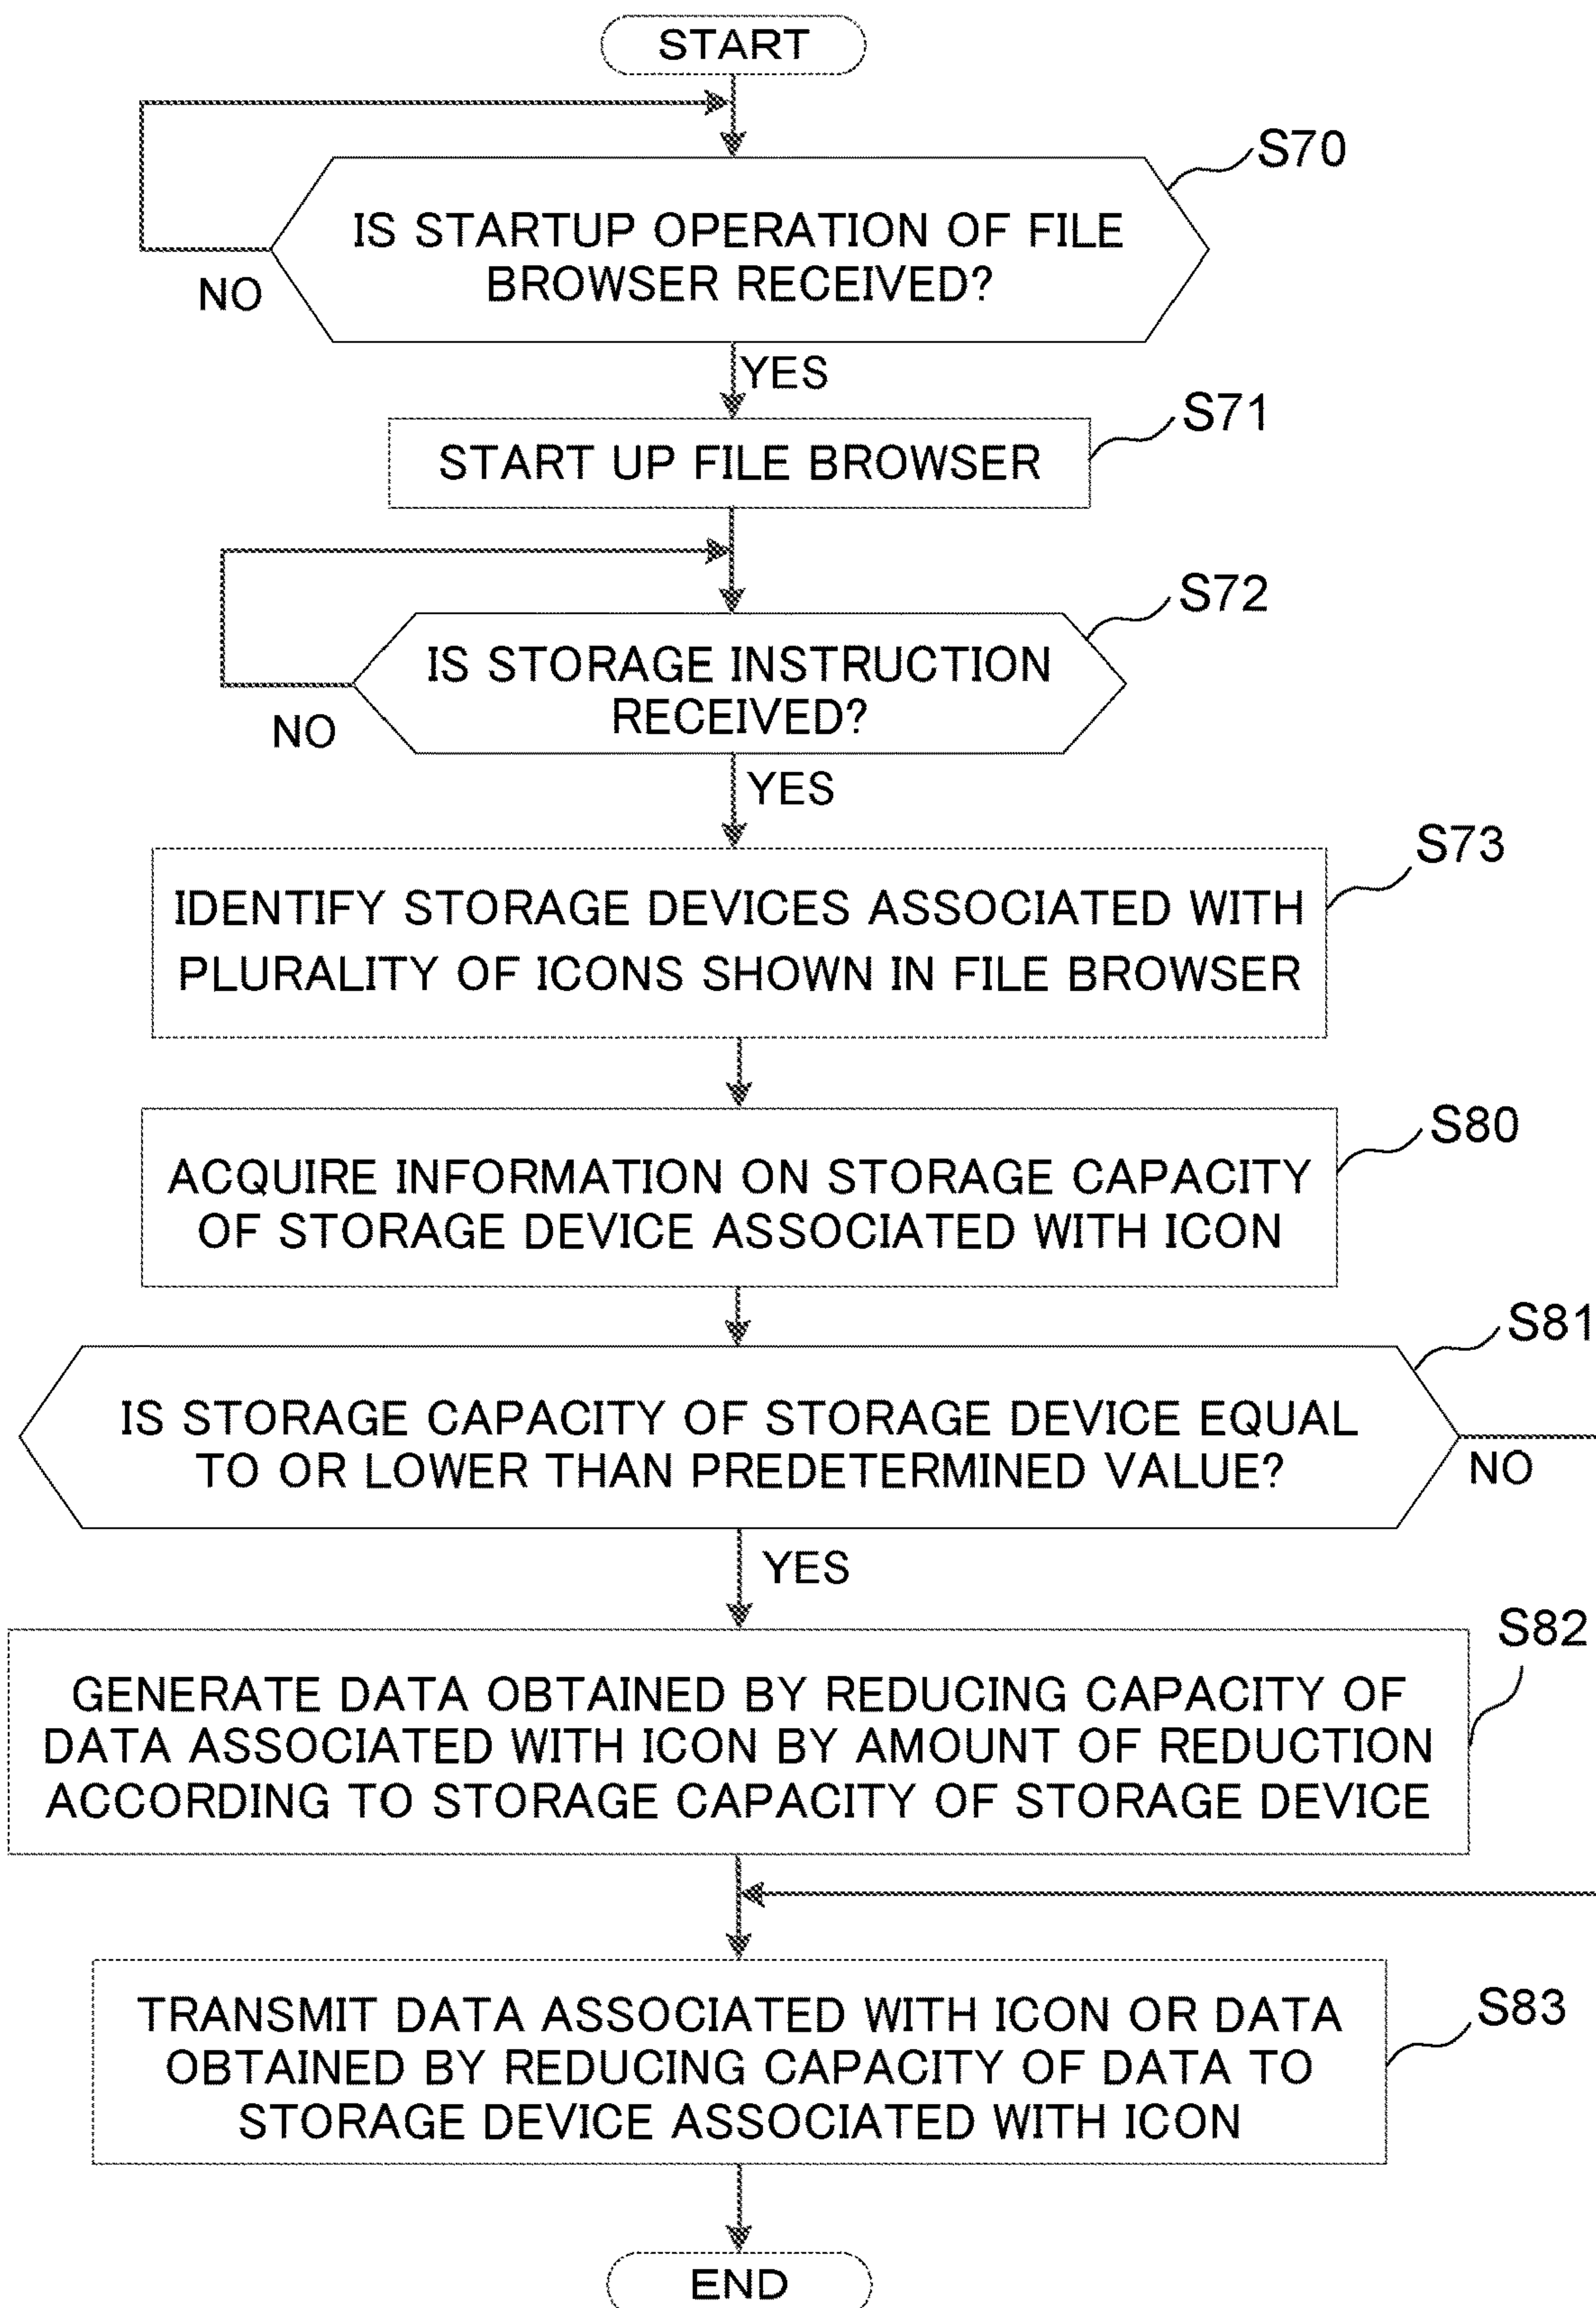 START
S70
IS STARTUP OPERATION OF FILE
BROWSER RECEIVED?
NO
YES
S71
START UP FILE BROWSER
S72
IS STORAGE INSTRUCTION
RECEIVED?
NO
YES
S73
IDENTIFY STORAGE DEVICES ASSOCIATED WITH
PLURALITY OF ICONS SHOWN IN FILE BROWSER
S80
ACQUIRE INFORMATION ON STORAGE CAPACITY
OF STORAGE DEVICE ASSOCIATED WITH ICON
S81
IS STORAGE CAPACITY OF STORAGE DEVICE EQUAL
TO OR LOWER THAN PREDETERMINED VALUE?
NO
YES
S82
GENERATE DATA OBTAINED BY REDUCING CAPACITY OF
DATA ASSOCIATED WITH ICON BY AMOUNT OF REDUCTION
ACCORDING TO STORAGE CAPACITY OF STORAGE DEVICE
S83
TRANSMIT DATA ASSOCIATED WITH ICON OR DATA
OBTAINED BY REDUCING CAPACITY OF DATA TO
STORAGE DEVICE ASSOCIATED WITH ICON
END